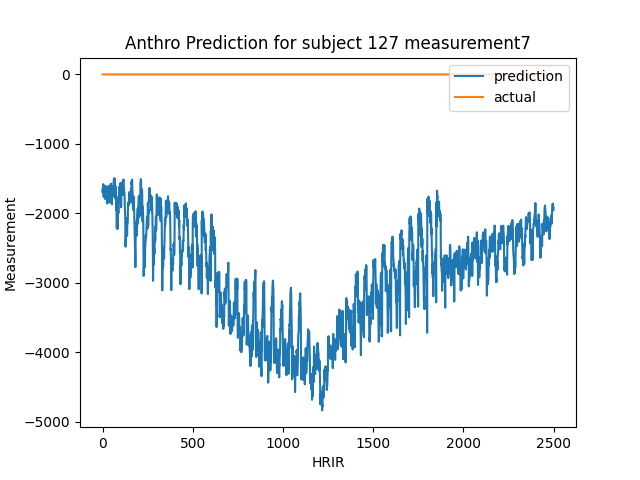 Anthro Prediction for subject 127 measurement7
prediction
actual
Measurement
0
−1000
−2000
−3000
−4000
−5000
0
500
1000
1500
2000
2500
HRIR